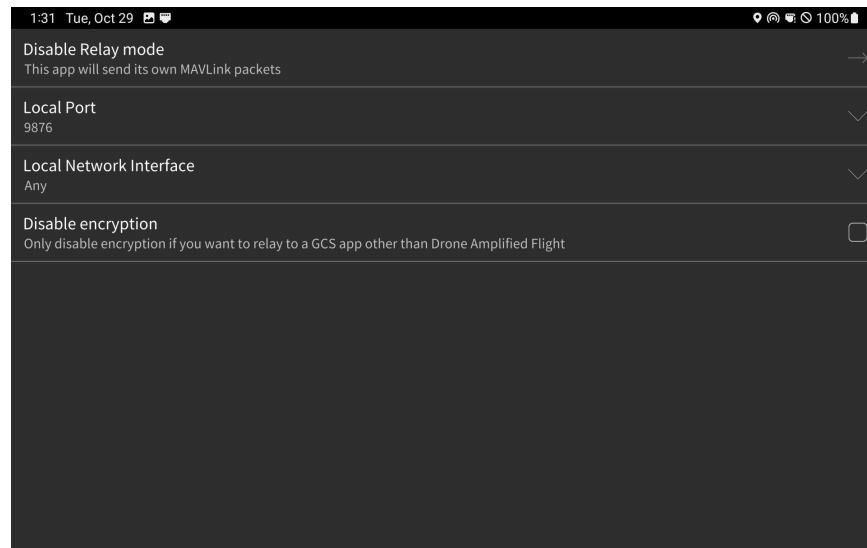 1:31 Tue, Oct 29 100%
Disable Relay mode
This app will send its own MAVLink packets
Local Port
9876
Local Network Interface
Any
Disable encryption
Only disable encryption if you want to relay to a GCS app other than Drone Amplified Flight